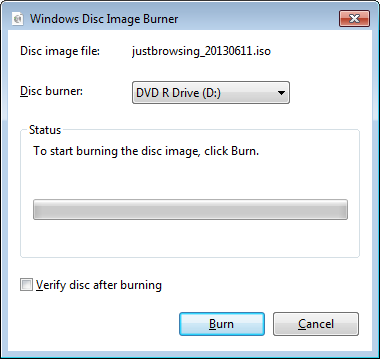 Windows Disc Image Burner
Disc image file: justbrowsing_20130611.iso
Disc burner: DVD R Drive (D:)
Status
To start burning the disc image, click Burn.
Verify disc after burning
Burn Cancel